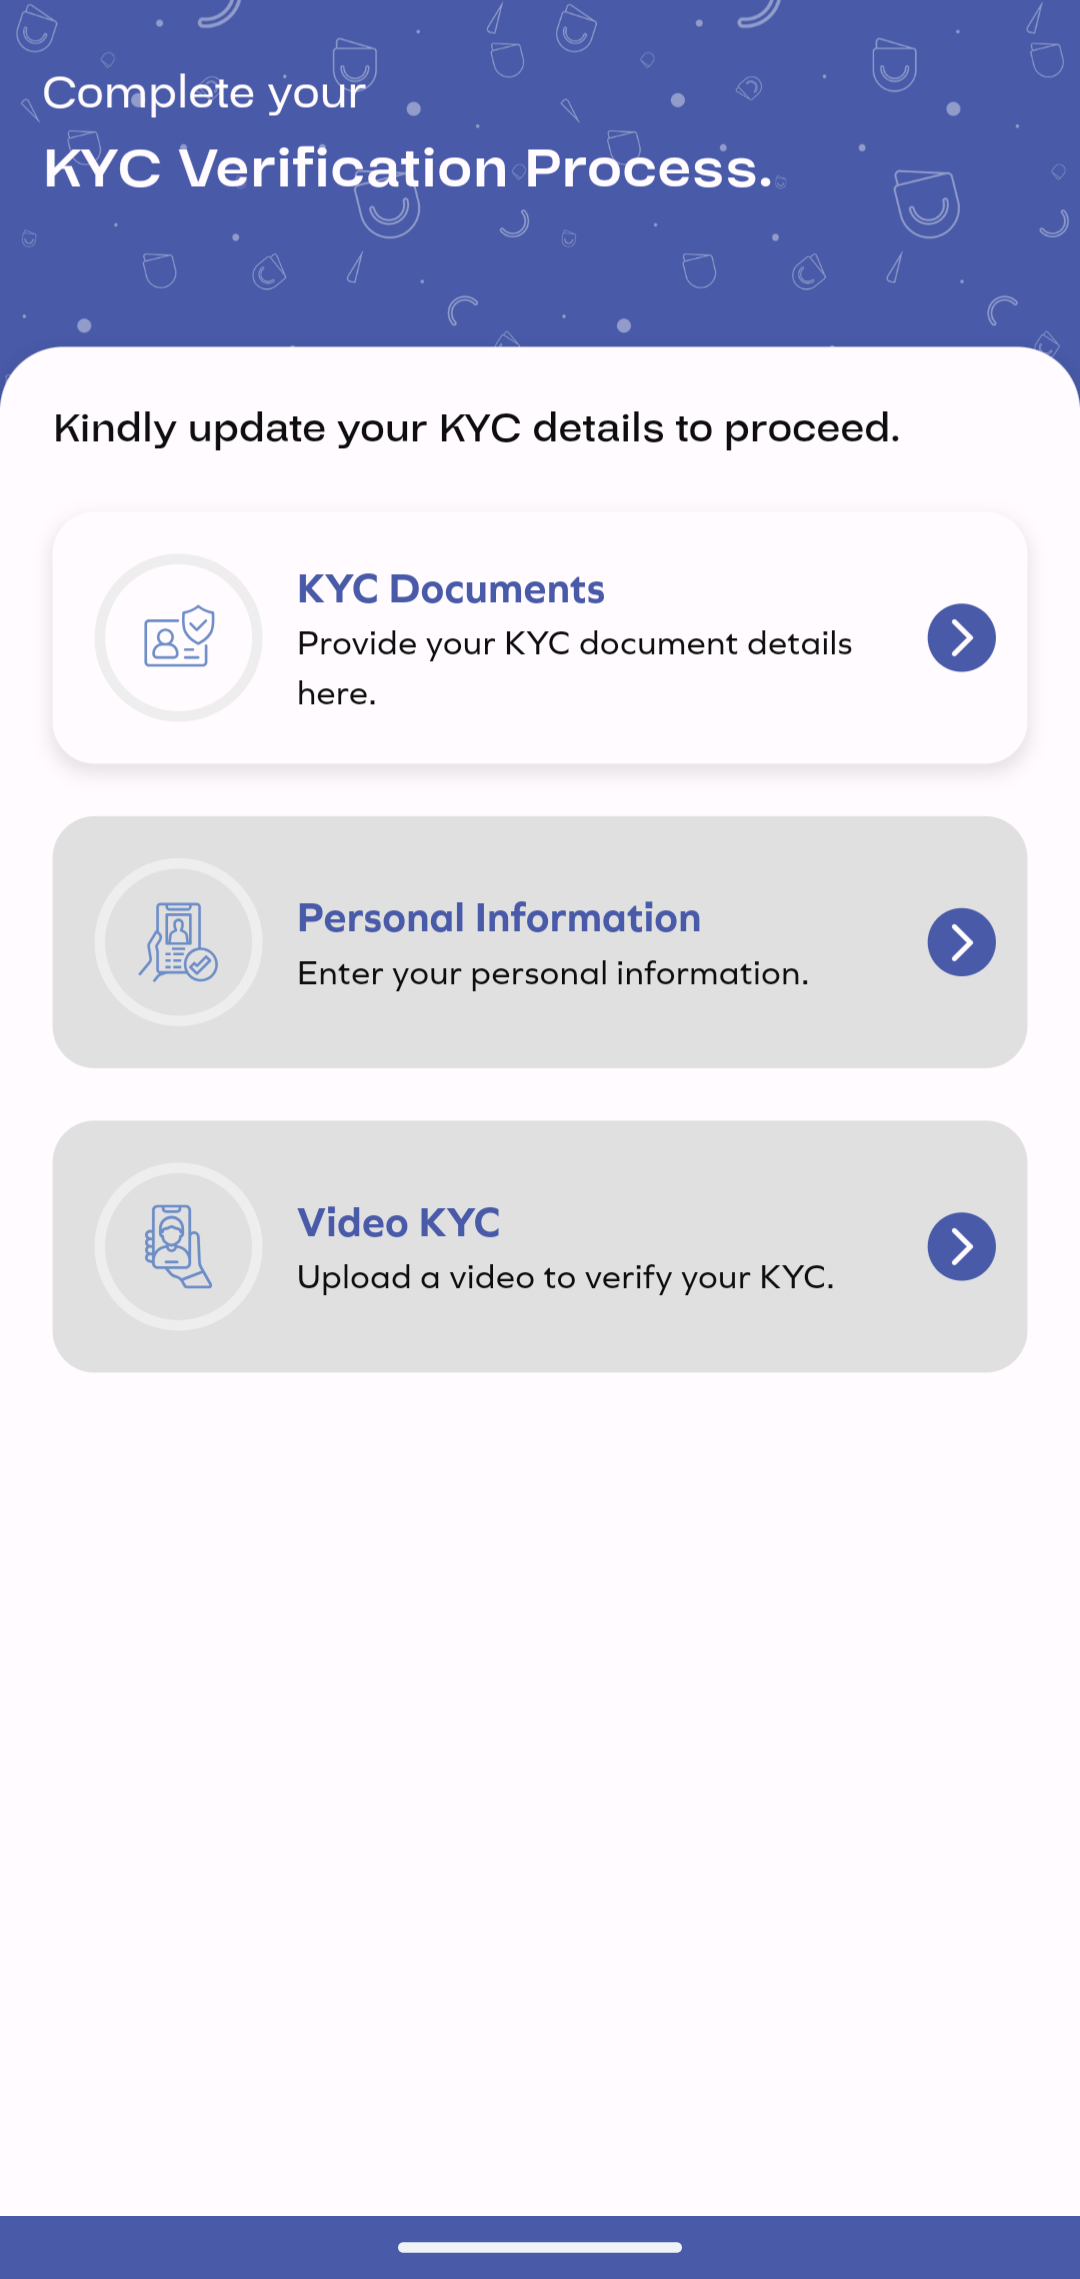 Complete your
KYC Verification Process.
Kindly update your KYC details to proceed.
KYC Documents
Provide your KYC document details
here.
Personal Information
Enter your personal information.
Video KYC
Upload a video to verify your KYC.